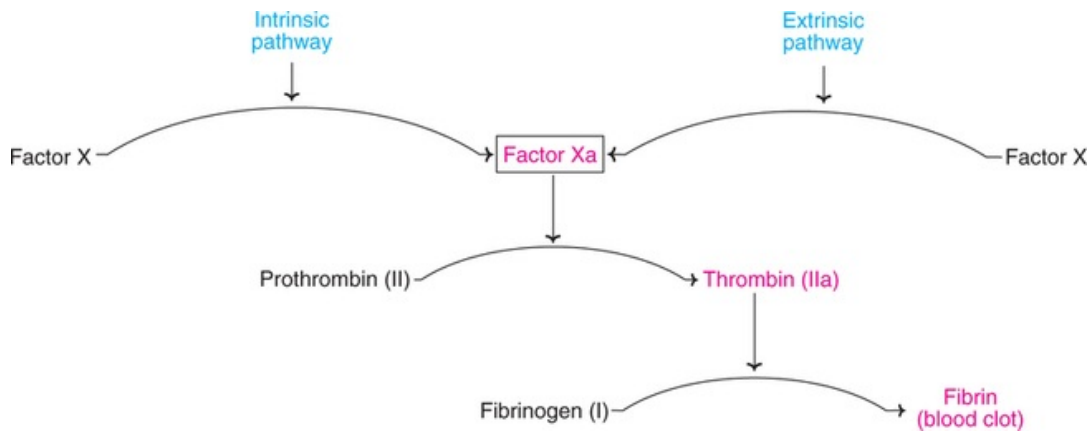 Intrinsic
pathway
Extrinsic
pathway
Factor X
Factor Xa
Factor X
Prothrombin (II)
Thrombin (IIa)
Fibrinogen (I)
Fibrin
(blood clot)